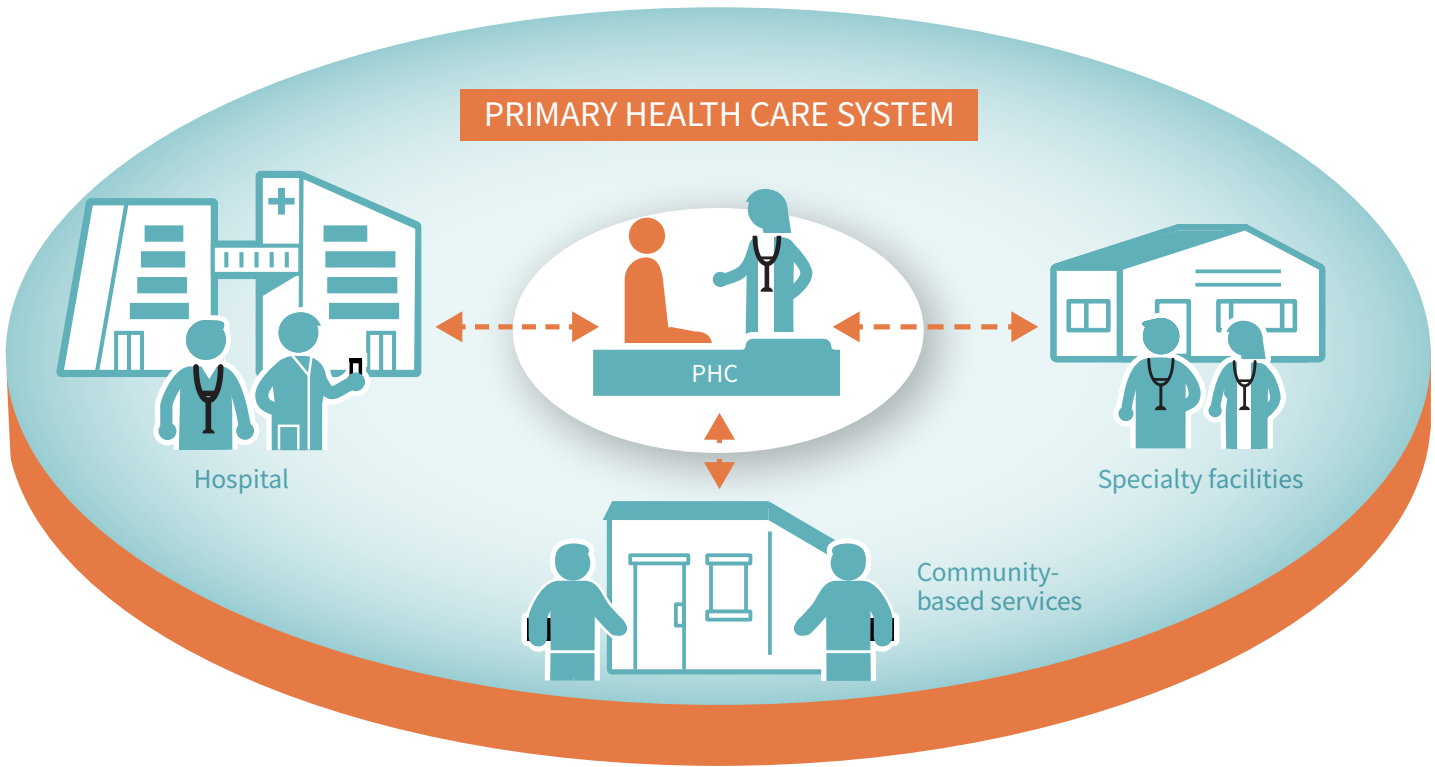 PRIMARY HEALTH CARE SYSTEM
PHC
Hospital
Specialty facilities
Community-
based services